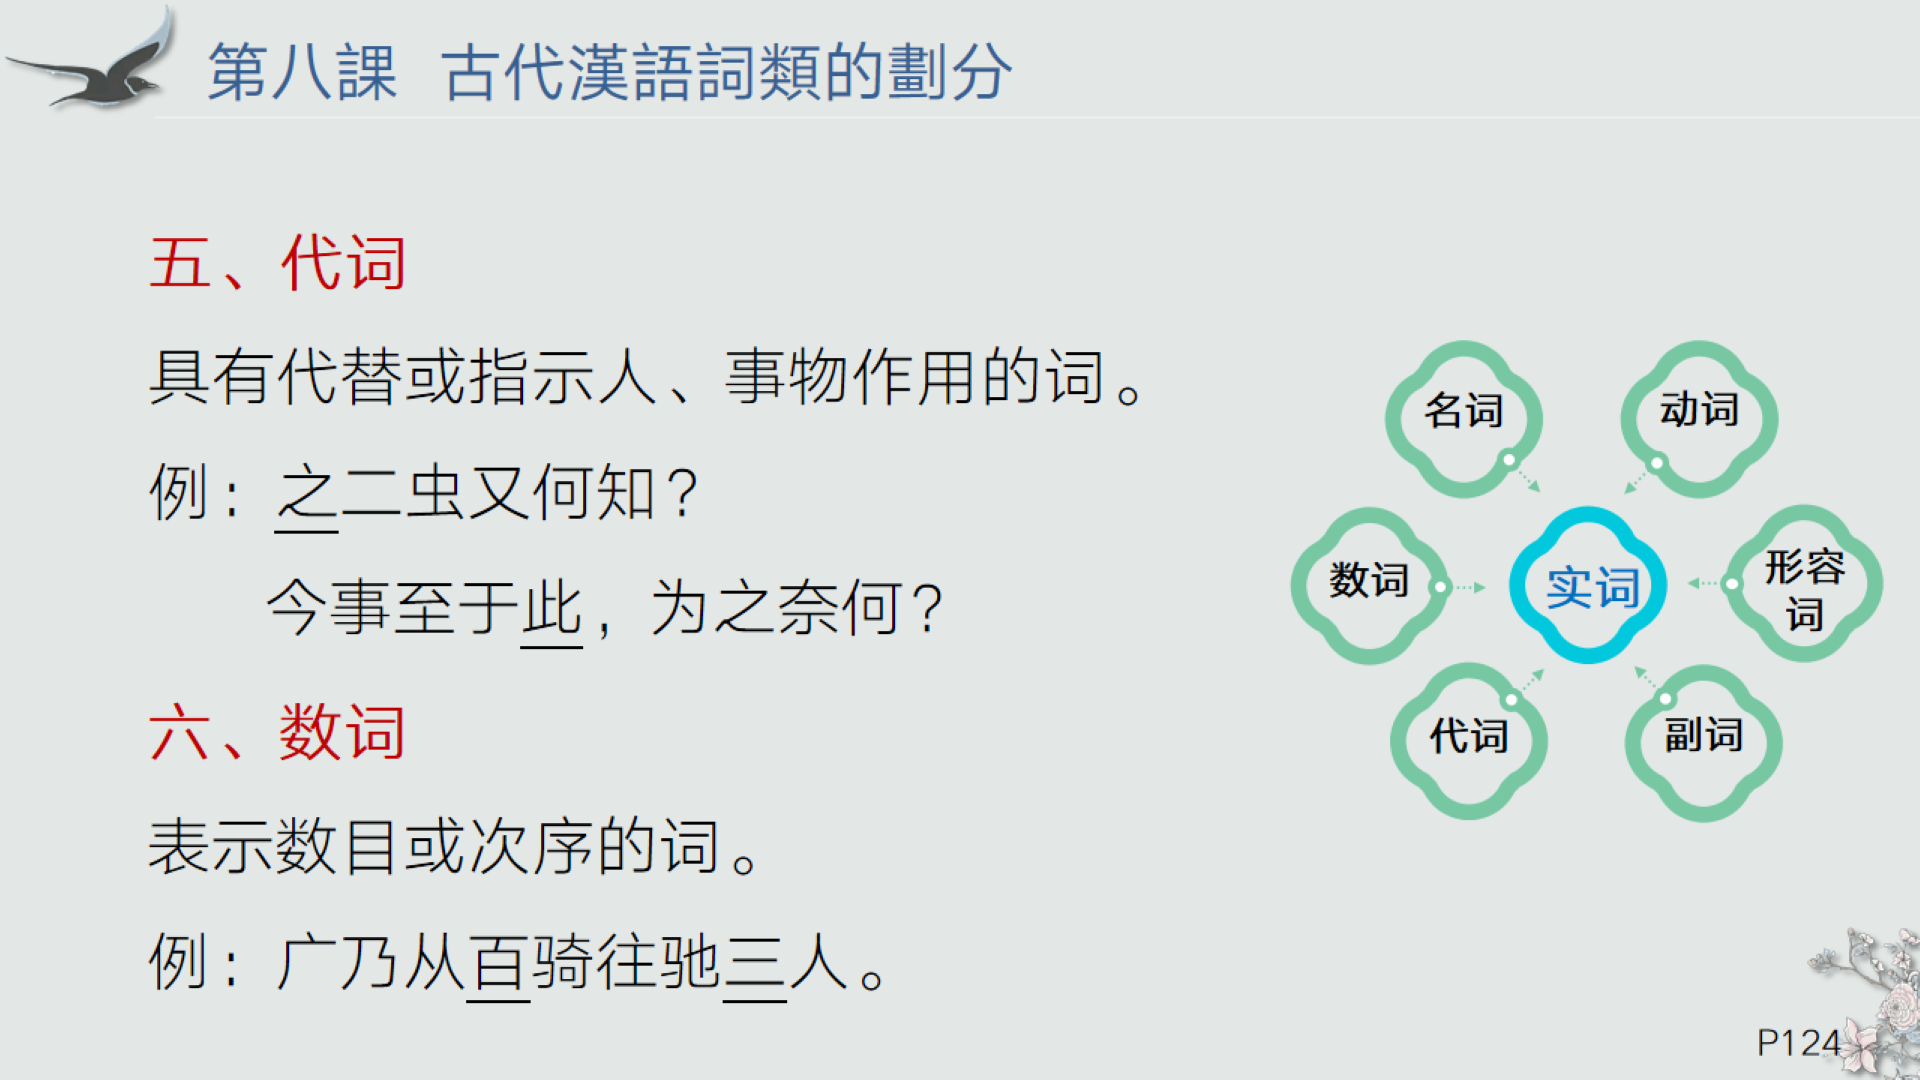 第八課 古代漢語詞類的劃分
五、代词
具有代替或指示人、事物作用的词。
例：之二虫又何知？
今事至于此，为之奈何？
六、数词
表示数目或次序的词。
例：广乃从百骑往驰三人。
名词
动词
数词
实词
形容
词
代词
副词
P124